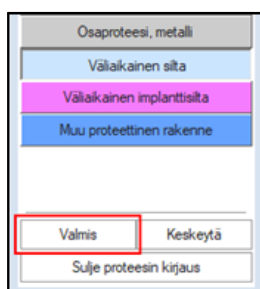 Osaproteesi, metalli
Väliaikainen silta
Väliaikainen implanttisilta
Muu proteettinen rakenne
Valmis
Keskeytä
Sulje proteesin kirjaus